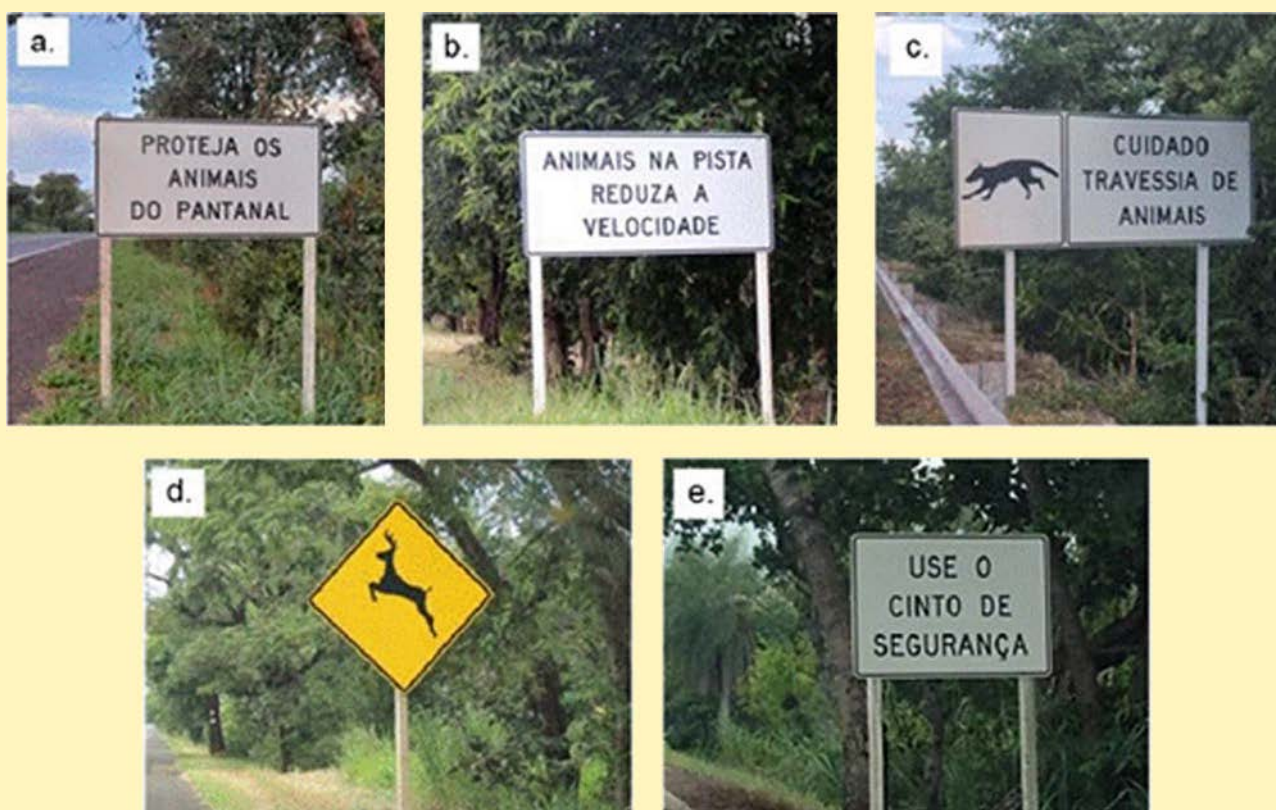 a.
PROTEJA OS
ANIMAIS
DO PANTANAL
b.
ANIMAIS NA PISTA
REDUZA A
VELOCIDADE
c.
CUIDADO
TRAVESSIA DE
ANIMAIS
d.
e.
USE O
CINTO DE
SEGURANÇA